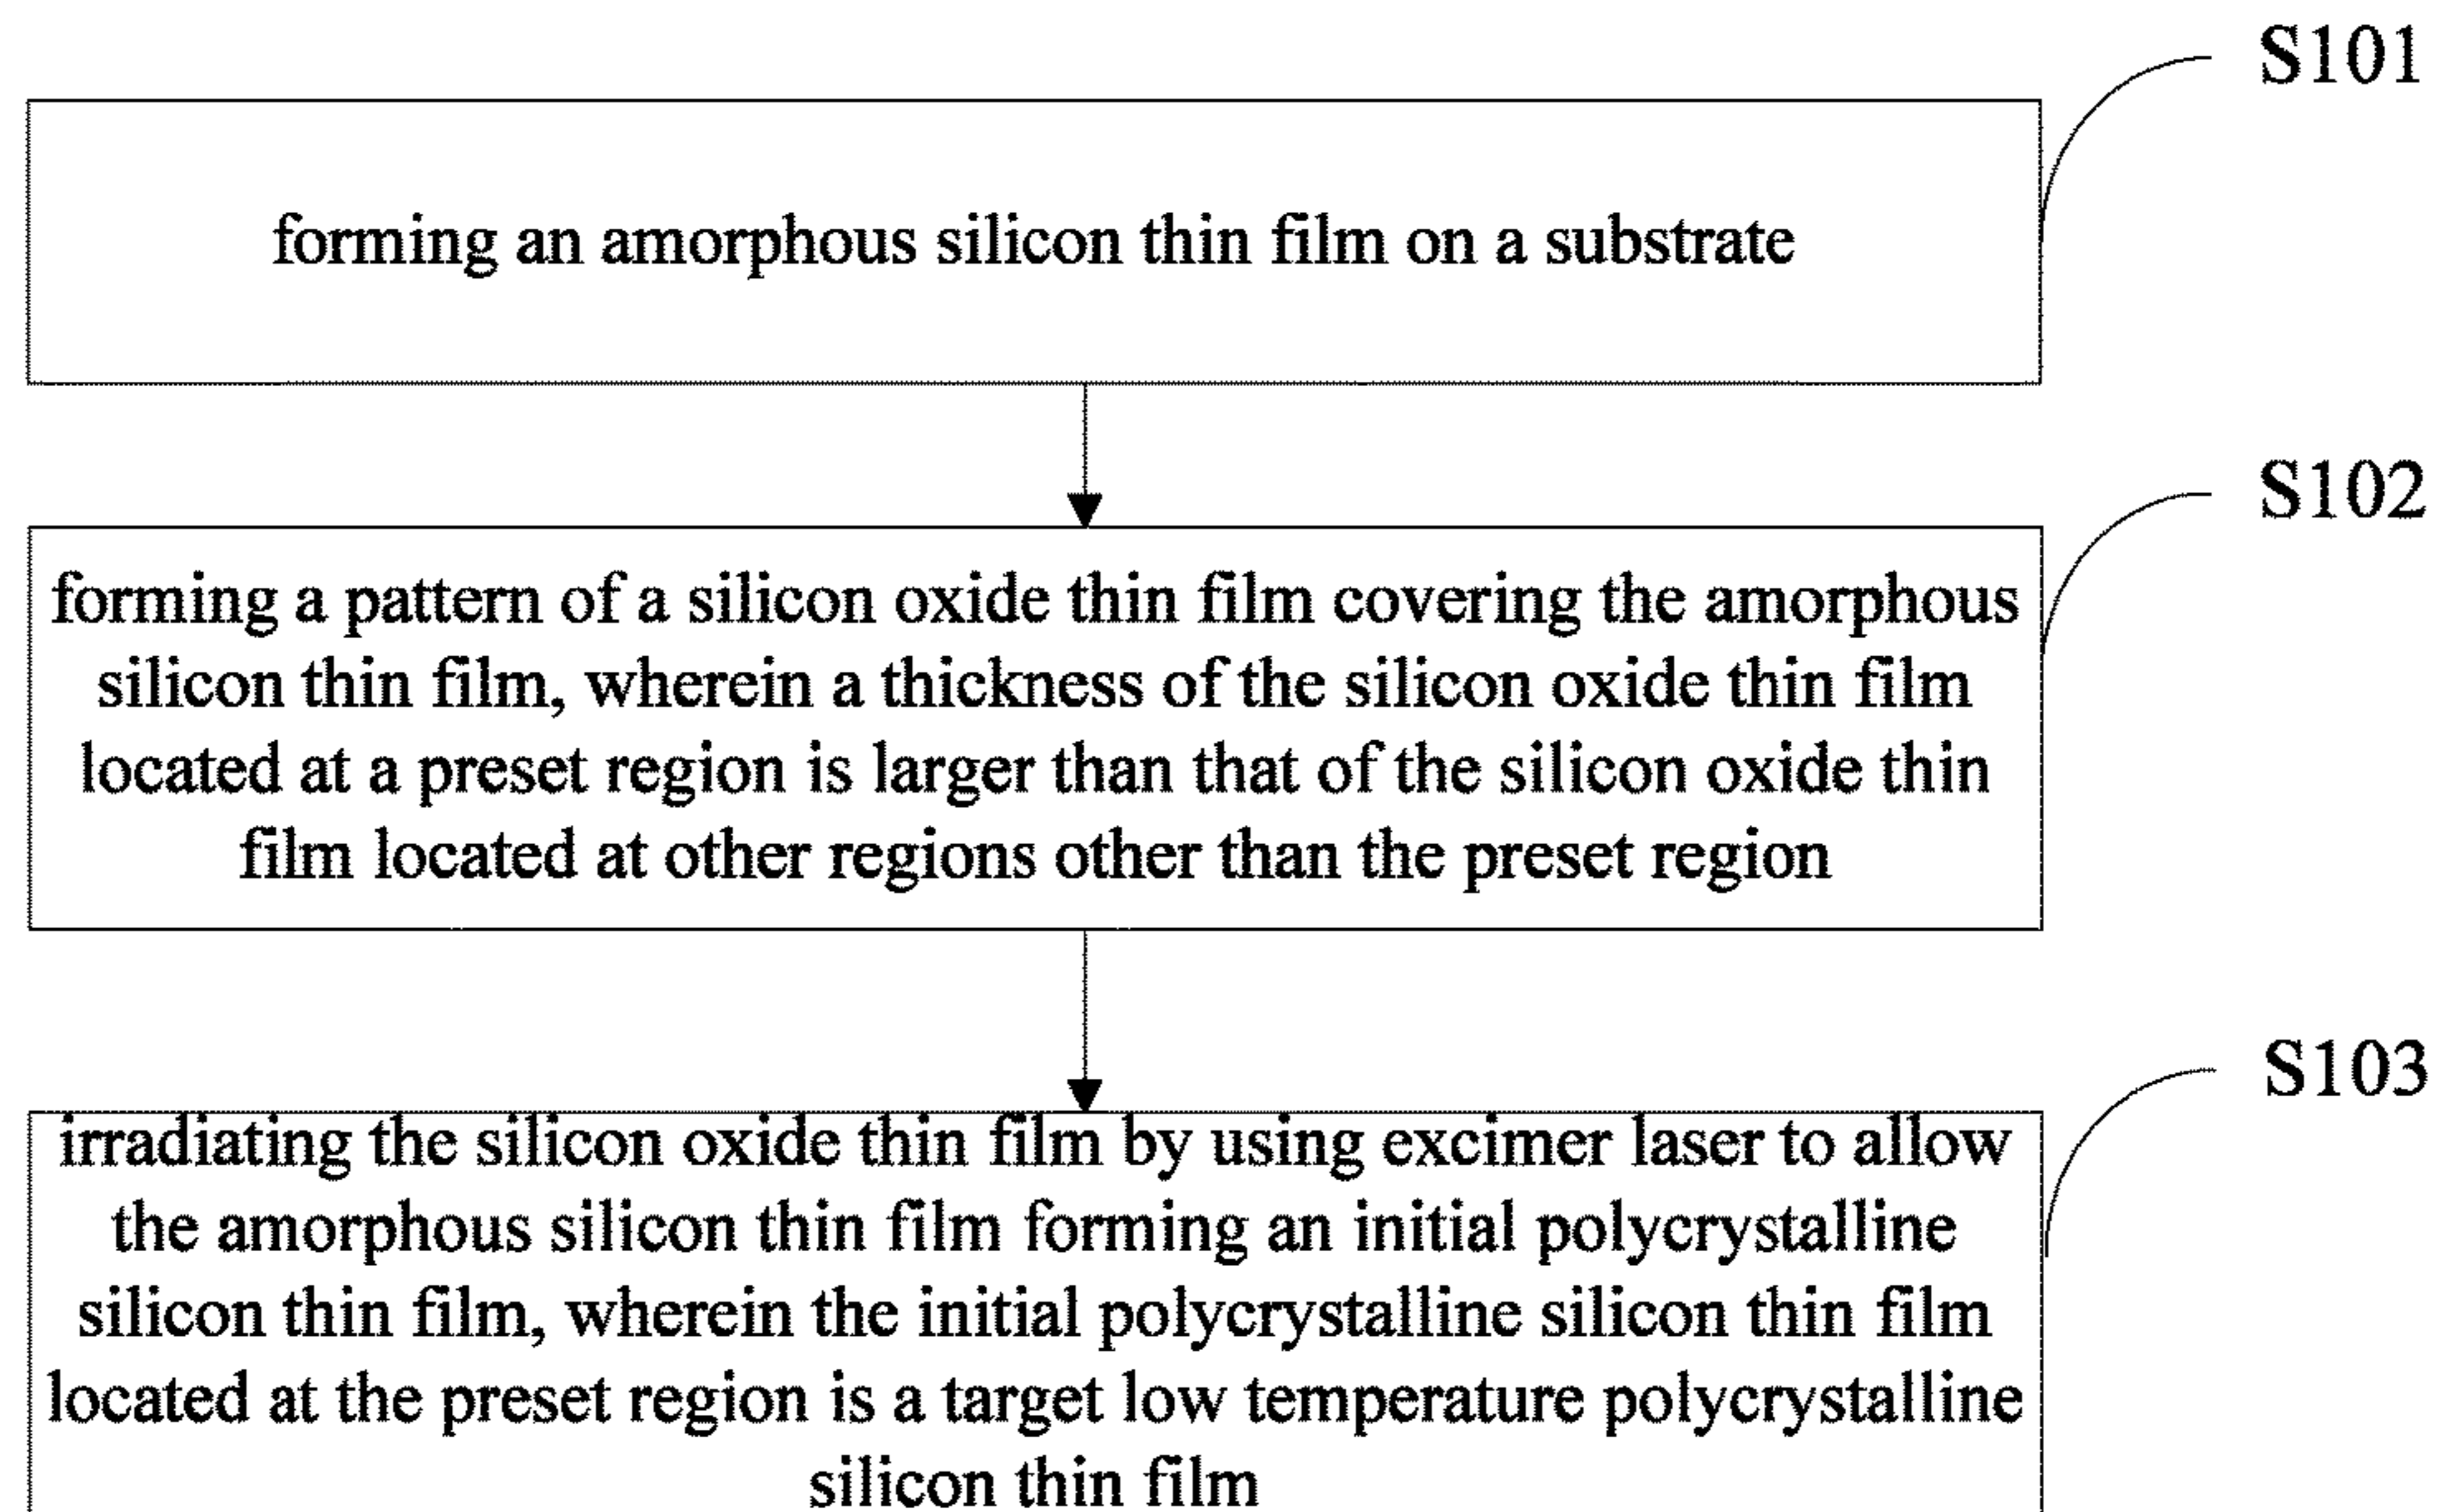 S101
forming an amorphous silicon thin film on a substrate
S102
forming a pattern of a silicon oxide thin film covering the amorphous
silicon thin film, wherein a thickness of the silicon oxide thin film
located at a preset region is larger than that of the silicon oxide thin
film located at other regions other than the preset region
S103
irradiating the silicon oxide thin film by using excimer laser to allow
the amorphous silicon thin film forming an initial polycrystalline
silicon thin film, wherein the initial polycrystalline silicon thin film
located at the preset region is a target low temperature polycrystalline
silicon thin film